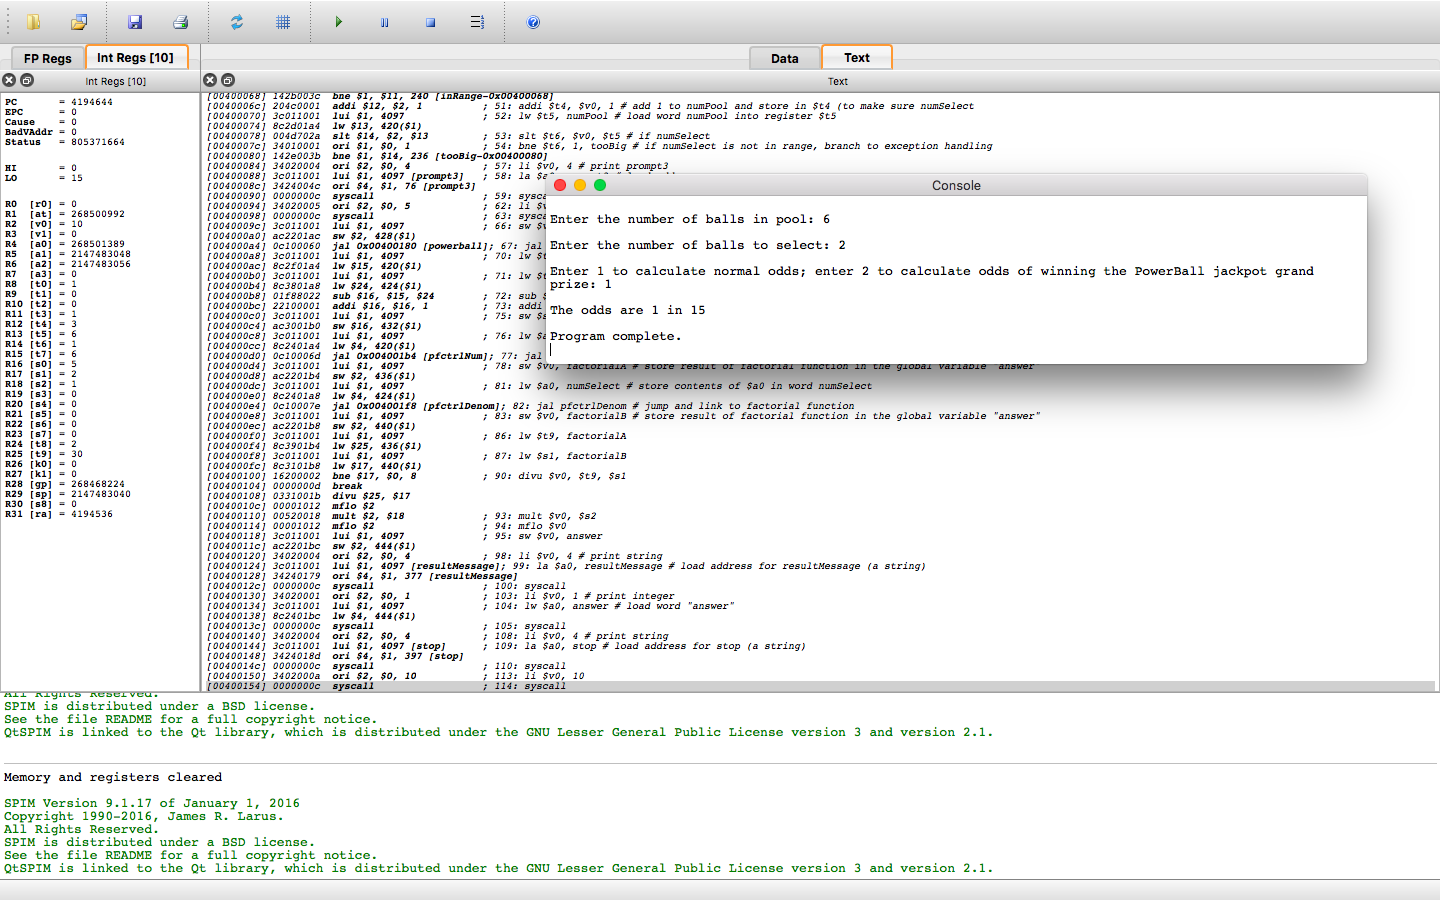 FP Regs
Int Regs [10]
Data
Text
Int Regs [10]
Text
PC = 4194644
EPC = 0
Cause = 0
BadVAddr = 0
Status = 805371664
HI = 0
LO = 15
R0 [r0] = 0
R1 [at] = 268500992
R2 [v0] = 10
R3 [v1] = 0
R4 [a0] = 268501389
R5 [a1] = 2147483048
R6 [a2] = 2147483056
R7 [a3] = 0
R8 [t0] = 1
R9 [t1] = 0
R10 [t2] = 0
R11 [t3] = 1
R12 [t4] = 3
R13 [t5] = 6
R14 [t6] = 1
R15 [t7] = 6
R16 [s0] = 5
R17 [s1] = 2
R18 [s2] = 1
R19 [s3] = 0
R20 [s4] = 0
R21 [s5] = 0
R22 [s6] = 0
R23 [s7] = 0
R24 [t8] = 2
R25 [t9] = 30
R26 [k0] = 0
R27 [k1] = 0
R28 [gp] = 268468224
R29 [sp] = 2147483040
R30 [s8] = 0
R31 [ra] = 4194536
[00400068] 142b003c bne $1, $11, 240 [inRange-0x00400068]
[0040006c] 204c0001 addi $12, $2, 1 ; 51: addi $t4, $v0, 1 # add 1 to numPool and store in $t4 (to make sure numSelect
[00400070] 3c011001 lui $1, 4097 ; 52: lw $t5, numPool # load word numPool into register $t5
[00400074] 8c2d01a4 lw $13, 420($1)
[00400078] 004d702a slt $14, $2, $13 ; 53: slt $t6, $v0, $t5 # if numSelect
[0040007c] 34010001 ori $1, $0, 1 ; 54: bne $t6, 1, tooBig # if numSelect is not in range, branch to exception handling
[00400080] 142e003b bne $1, $14, 236 [tooBig-0x00400080]
[00400084] 34020004 ori $2, $0, 4 ; 57: li $v0, 4 # print prompt3
[00400088] 3c011001 lui $1, 4097 [prompt3] ; 58: la $a
[0040008c] 3424004c ori $4, $1, 76 [prompt3]
[00400090] 0000000c syscall ; 59: sysca
[00400094] 34020005 ori $2, $0, 5 ; 62: li $v
[00400098] 0000000c syscall ; 63: sysca
[0040009c] 3c011001 lui $1, 4097 ; 66: sw $v
[004000a0] ac2201ac sw $2, 428($1)
[004000a4] 0c100060 jal 0x00400180 [powerball]; 67: jal
[004000a8] 3c011001 lui $1, 4097 ; 70: lw $t
[004000ac] 8c2f01a4 lw $15, 420($1)
[004000b0] 3c011001 lui $1, 4097 ; 71: lw $t
[004000b4] 8c3801a8 lw $24, 424($1)
[004000b8] 01f88022 sub $16, $15, $24 ; 72: sub $
[004000bc] 22100001 addi $16, $16, 1 ; 73: addi
[004000c0] 3c011001 lui $1, 4097 ; 75: sw $s
[004000c4] ac3001b0 sw $16, 432($1)
[004000c8] 3c011001 lui $1, 4097 ; 76: lw $a
[004000cc] 8c2401a4 lw $4, 420($1)
[004000d0] 0c10006d jal 0x004001b4 [pfctrlNum]; 77: jal
[004000d4] 3c011001 lui $1, 4097 ; 78: sw $v0, factorialA # store result of factorial function in the global variable "answer"
[004000d8] ac2201b4 sw $2, 436($1)
[004000dc] 3c011001 lui $1, 4097 ; 81: lw $a0, numSelect # store contents of $a0 in word numSelect
[004000e0] 8c2401a8 lw $4, 424($1)
[004000e4] 0c10007e jal 0x004001f8 [pfctrlDenom]; 82: jal pfctrlDenom # jump and link to factorial function
[004000e8] 3c011001 lui $1, 4097 ; 83: sw $v0, factorialB # store result of factorial function in the global variable "answer"
[004000ec] ac2201b8 sw $2, 440($1)
[004000f0] 3c011001 lui $1, 4097 ; 86: lw $t9, factorialA
[004000f4] 8c3901b4 lw $25, 436($1)
[004000f8] 3c011001 lui $1, 4097 ; 87: lw $s1, factorialB
[004000fc] 8c3101b8 lw $17, 440($1)
[00400100] 16200002 bne $17, $0, 8 ; 90: divu $v0, $t9, $s1
[00400104] 0000000d break
[00400108] 0331001b divu $25, $17
[0040010c] 00001012 mflo $2
[00400110] 00520018 mult $2, $18 ; 93: mult $v0, $s2
[00400114] 00001012 mflo $2 ; 94: mflo $v0
[00400118] 3c011001 lui $1, 4097 ; 95: sw $v0, answer
[0040011c] ac2201bc sw $2, 444($1)
[00400120] 34020004 ori $2, $0, 4 ; 98: li $v0, 4 # print string
[00400124] 3c011001 lui $1, 4097 [resultMessage]; 99: la $a0, resultMessage # load address for resultMessage (a string)
[00400128] 34240179 ori $4, $1, 377 [resultMessage]
[0040012c] 0000000c syscall ; 100: syscall
[00400130] 34020001 ori $2, $0, 1 ; 103: li $v0, 1 # print integer
[00400134] 3c011001 lui $1, 4097 ; 104: lw $a0, answer # load word "answer"
[00400138] 8c2401bc lw $4, 444($1)
[0040013c] 0000000c syscall ; 105: syscall
[00400140] 34020004 ori $2, $0, 4 ; 108: li $v0, 4 # print string
[00400144] 3c011001 lui $1, 4097 [stop] ; 109: la $a0, stop # load address for stop (a string)
[00400148] 3424018d ori $4, $1, 397 [stop]
[0040014c] 0000000c syscall ; 110: syscall
[00400150] 3402000a ori $2, $0, 10 ; 113: li $v0, 10
[00400154] 0000000c syscall ; 114: syscall
Console
Enter the number of balls in pool: 6
Enter the number of balls to select: 2
Enter 1 to calculate normal odds; enter 2 to calculate odds of winning the PowerBall jackpot grand
prize: 1
The odds are 1 in 15
Program complete.
All Rights Reserved.
SPIM is distributed under a BSD license.
See the file README for a full copyright notice.
QtSPIM is linked to the Qt library, which is distributed under the GNU Lesser General Public License version 3 and version 2.1.
Memory and registers cleared
SPIM Version 9.1.17 of January 1, 2016
Copyright 1990-2016, James R. Larus.
All Rights Reserved.
SPIM is distributed under a BSD license.
See the file README for a full copyright notice.
QtSPIM is linked to the Qt library, which is distributed under the GNU Lesser General Public License version 3 and version 2.1.